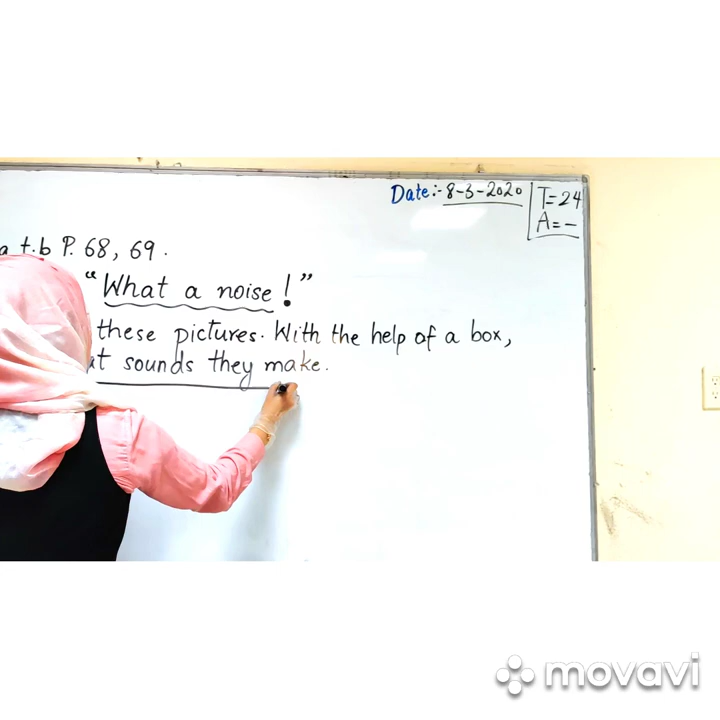 Date:- 8-3-2020
T=24
A=-
t.b P. 68, 69.
"What a noise!"
these pictures. With the help of a box,
sounds they make.
movavi